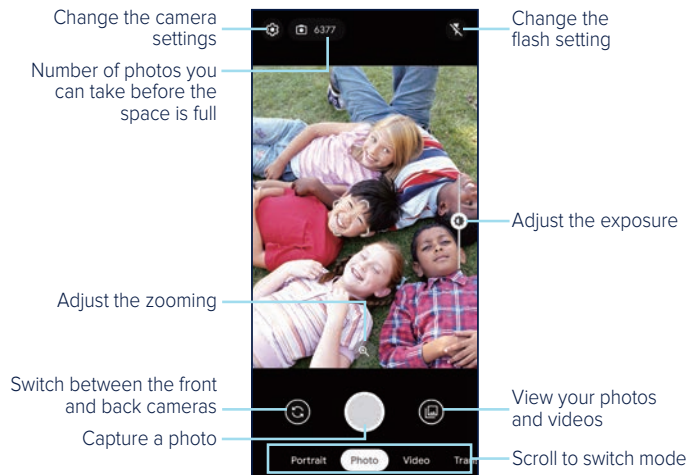 Change the camera
settings
6377
Change the
flash setting
Number of photos you
can take before the
space is full
Adjust the exposure
Adjust the zooming
Switch between the front
and back cameras
View your photos
and videos
Capture a photo
Portrait Photo Video Tran
Scroll to switch mode